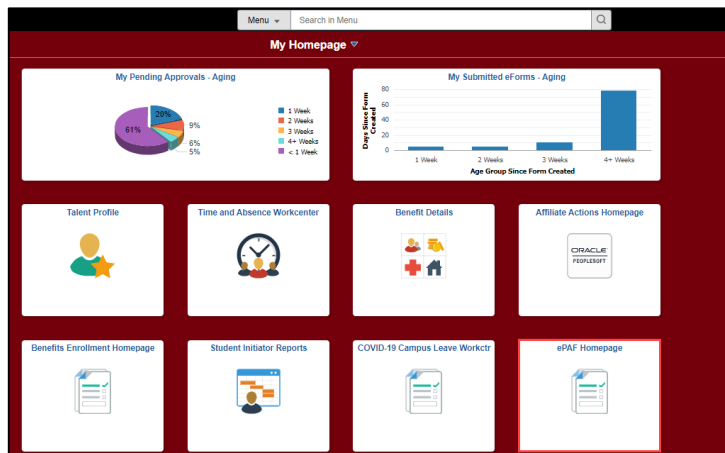 Menu
Search in Menu
My Homepage
My Pending Approvals - Aging
20%
9%
61%
6%
5%
1 Week
2 Weeks
3 Weeks
4+ Weeks
< 1 Week
My Submitted eForms - Aging
Days Since Form
Created
80
60
40
20
0
1 Week
2 Weeks
3 Weeks
4+ Weeks
Age Group Since Form Created
Talent Profile
Time and Absence Workcenter
Benefit Details
Affiliate Actions Homepage
ORACLE
PEOPLESOFT
Benefits Enrollment Homepage
Student Initiator Reports
COVID-19 Campus Leave Workctr
ePAF Homepage